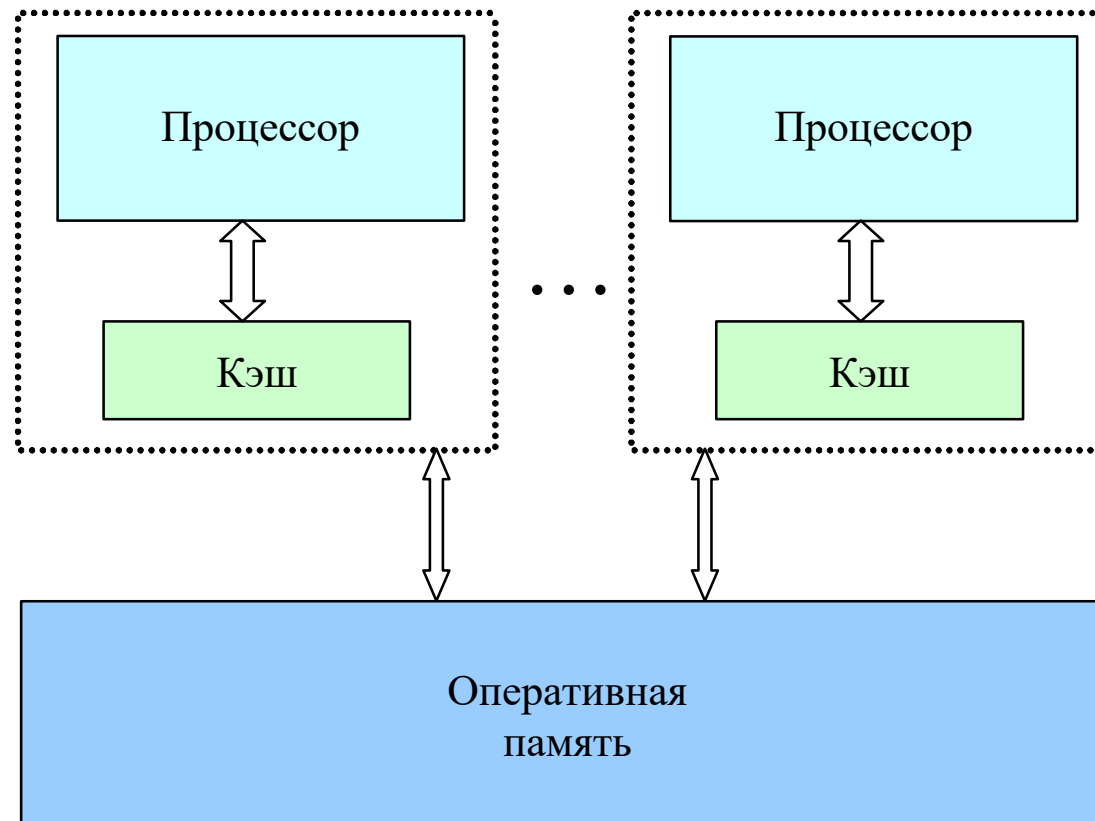 Процессор
Процессор
. . .
Кэш
Кэш
Оперативная
память